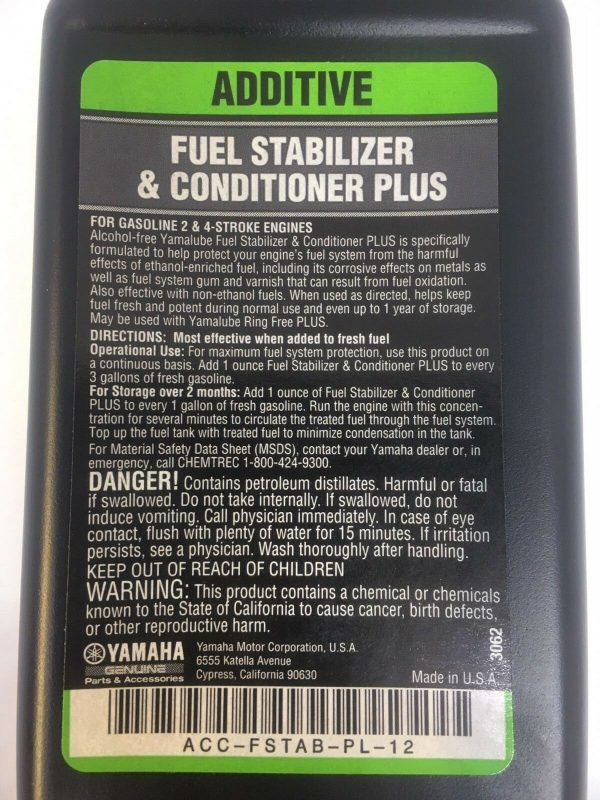 ADDITIVE
FUEL STABILIZER
& CONDITIONER PLUS
FOR GASOLINE 2 & 4-STROKE ENGINES
Alcohol-free Yamalube Fuel Stabilizer & Conditioner PLUS is specifically
formulated to help protect your engine's fuel system from the harmful
effects of ethanol-enriched fuel, including its corrosive effects on metals as
well as fuel system gum and varnish that can result from fuel oxidation.
Also effective with non-ethanol fuels. When used as directed, helps keep
fuel fresh and potent during normal use and even up to 1 year of storage.
May be used with Yamalube Ring Free PLUS.
DIRECTIONS: Most effective when added to fresh fuel
Operational Use: For maximum fuel system protection, use this product on
a continuous basis. Add 1 ounce Fuel Stabilizer & Conditioner PLUS to every
3 gallons of fresh gasoline.
For Storage over 2 months: Add 1 ounce of Fuel Stabilizer & Conditioner
PLUS to every 1 gallon of fresh gasoline. Run the engine with this concen-
tration for several minutes to circulate the treated fuel through the fuel system.
Top up the fuel tank with treated fuel to minimize condensation in the tank.
For Material Safety Data Sheet (MSDS), contact your Yamaha dealer or, in
emergency, call CHEMTREC 1-800-424-9300.
DANGER! Contains petroleum distillates. Harmful or fatal
if swallowed. Do not take internally. If swallowed, do not
induce vomiting. Call physician immediately. In case of eye
contact, flush with plenty of water for 15 minutes. If irritation
persists, see a physician. Wash thoroughly after handling.
KEEP OUT OF REACH OF CHILDREN
WARNING: This product contains a chemical or chemicals
known to the State of California to cause cancer, birth defects,
or other reproductive harm.
YAMAHA
GENUINE
Parts & Accessories
Yamaha Motor Corporation, U.S.A.
6555 Katella Avenue
Cypress, California 90630
Made in U.S.A.
3062
ACC-FSTAB-PL-12